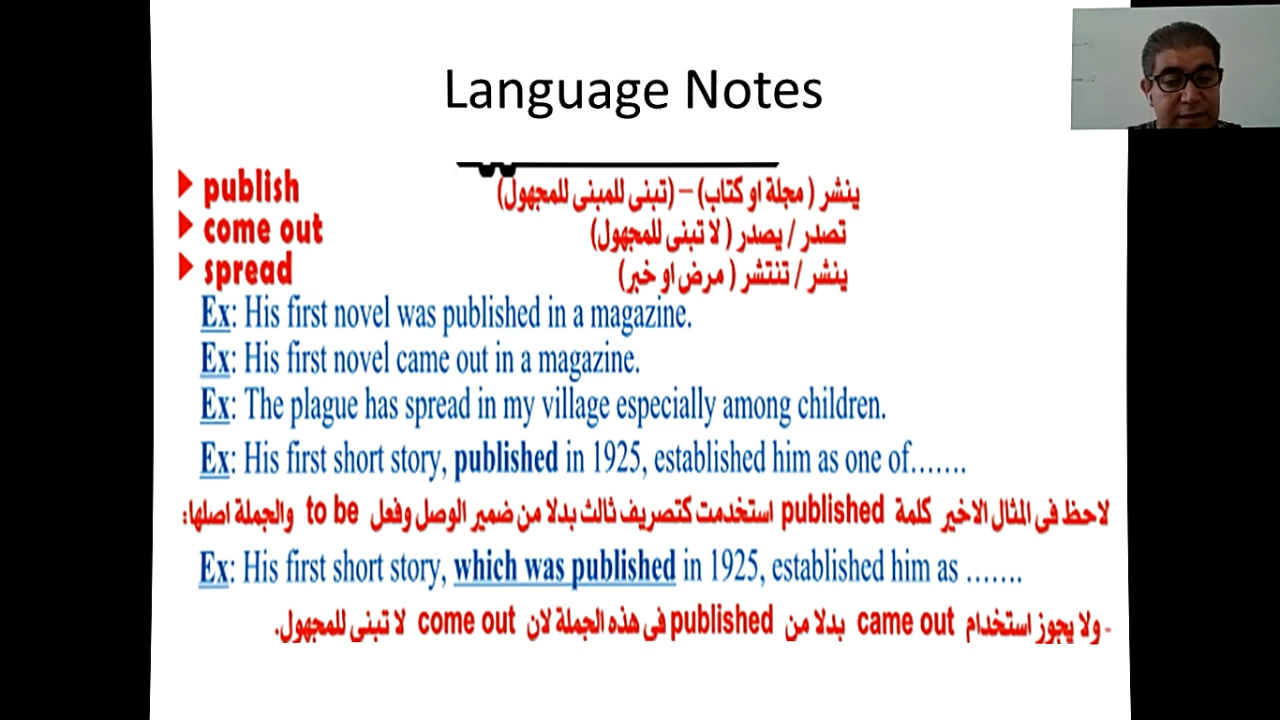 Language Notes
publish ينشر ( مجلة او كتاب) – (تبنى للمبنى للمجهول)
come out تصدر / يصدر ( لا تبنى للمجهول)
spread ينشر / تنتشر ( مرض او خبر)
Ex: His first novel was published in a magazine.
Ex: His first novel came out in a magazine.
Ex: The plague has spread in my village especially among children.
Ex: His first short story, published in 1925, established him as one of…….
لاحظ فى المثال الاخير كلمة published استخدمت كتصريف ثالث بدلا من ضمير الوصل وفعل to be والجملة اصلها:
Ex: His first short story, which was published in 1925, established him as …….
- ولا يجوز استخدام came out بدلا من published فى هذه الجملة لان come out لا تبنى للمجهول.